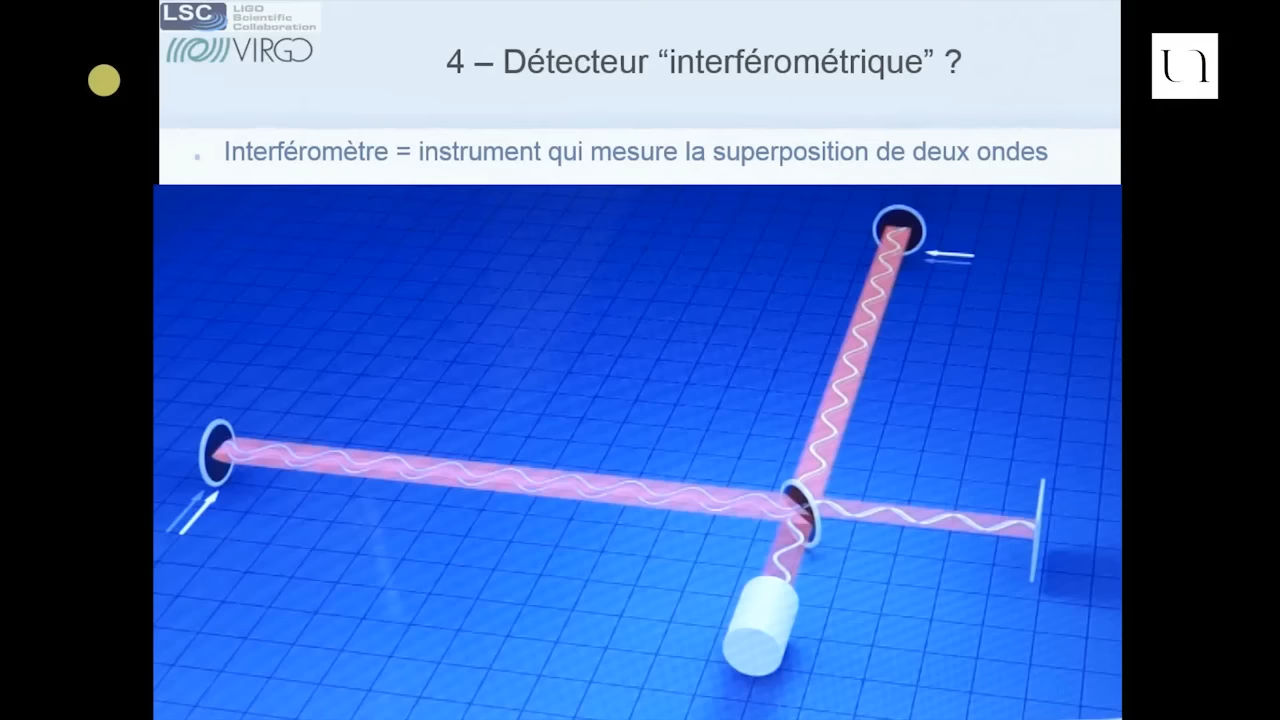 LSC
LIGO
Scientific
Collaboration
VIRGO
4 – Détecteur “interférométrique” ?
Interféromètre = instrument qui mesure la superposition de deux ondes